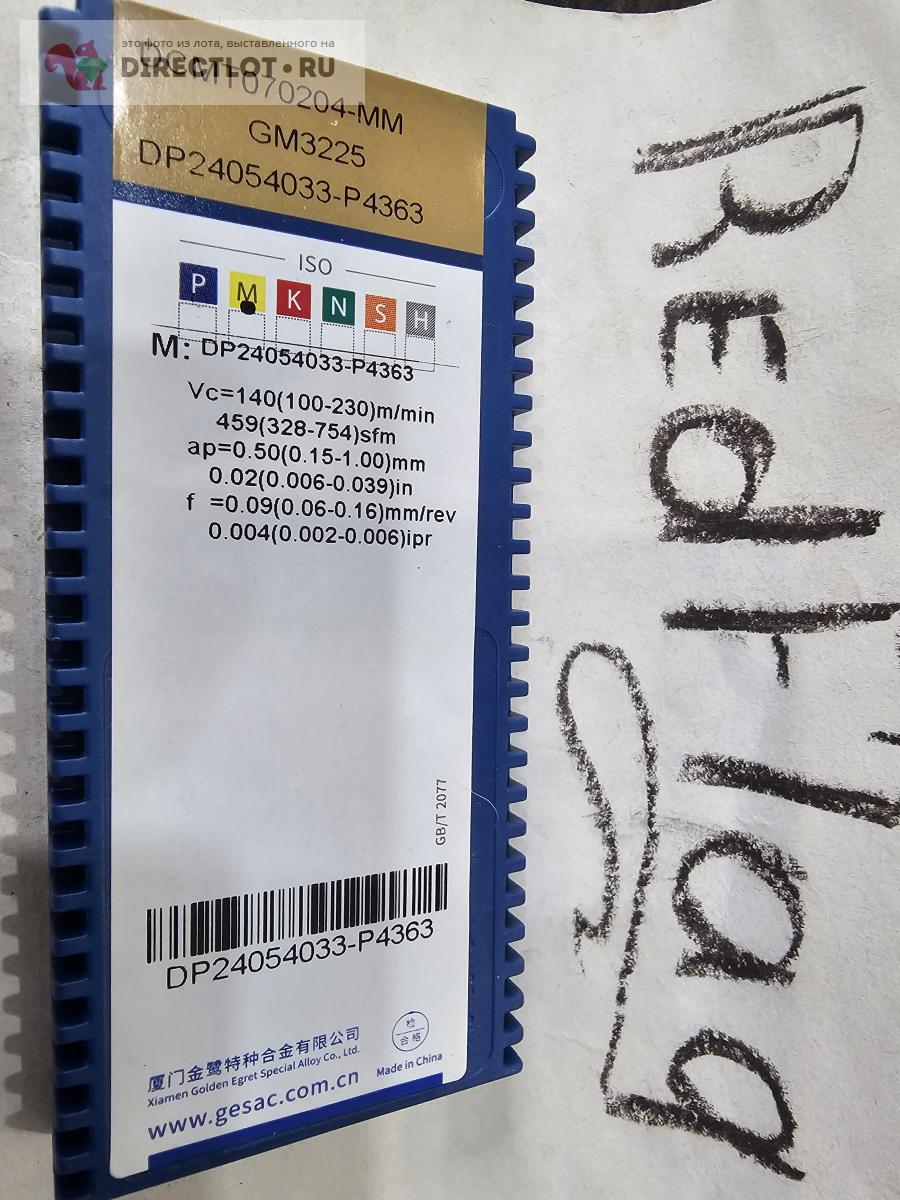 это фото из лота, выставленного на
DIRECTLOT.RU
DCMT070204-MM
GM3225
DP24054033-P4363
ISO
P M K N S H
M: DP24054033-P4363
Vc=140(100-230)m/min
459(328-754)sfm
ap=0.50(0.15-1.00)mm
0.02(0.006-0.039)in
f =0.09(0.06-0.16)mm/rev
0.004(0.002-0.006)ipr
GB/T 2077
DP24054033-P4363
检
合格
厦门金鹭特种合金有限公司
Xiamen Golden Egret Special Alloy Co., Ltd.
Made in China
www.gesac.com.cn